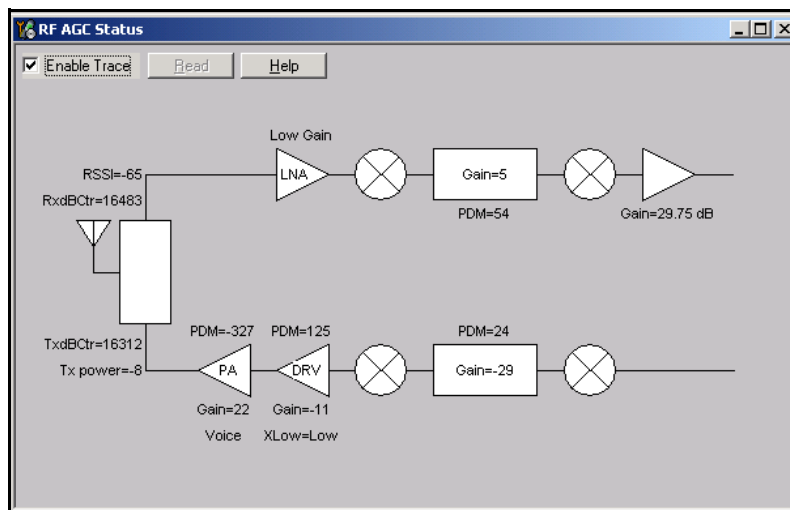 RF AGC Status
Enable Trace
Read
Help
Low Gain
RSSI=-65
LNA
Gain=5
RxdBCtr=16483
PDM=54
Gain=29.75 dB
PDM=-327
PDM=125
PDM=24
TxdBCtr=16312
Tx power=-8
PA
DRV
Gain=-29
Gain=22
Gain=-11
Voice
XLow=Low